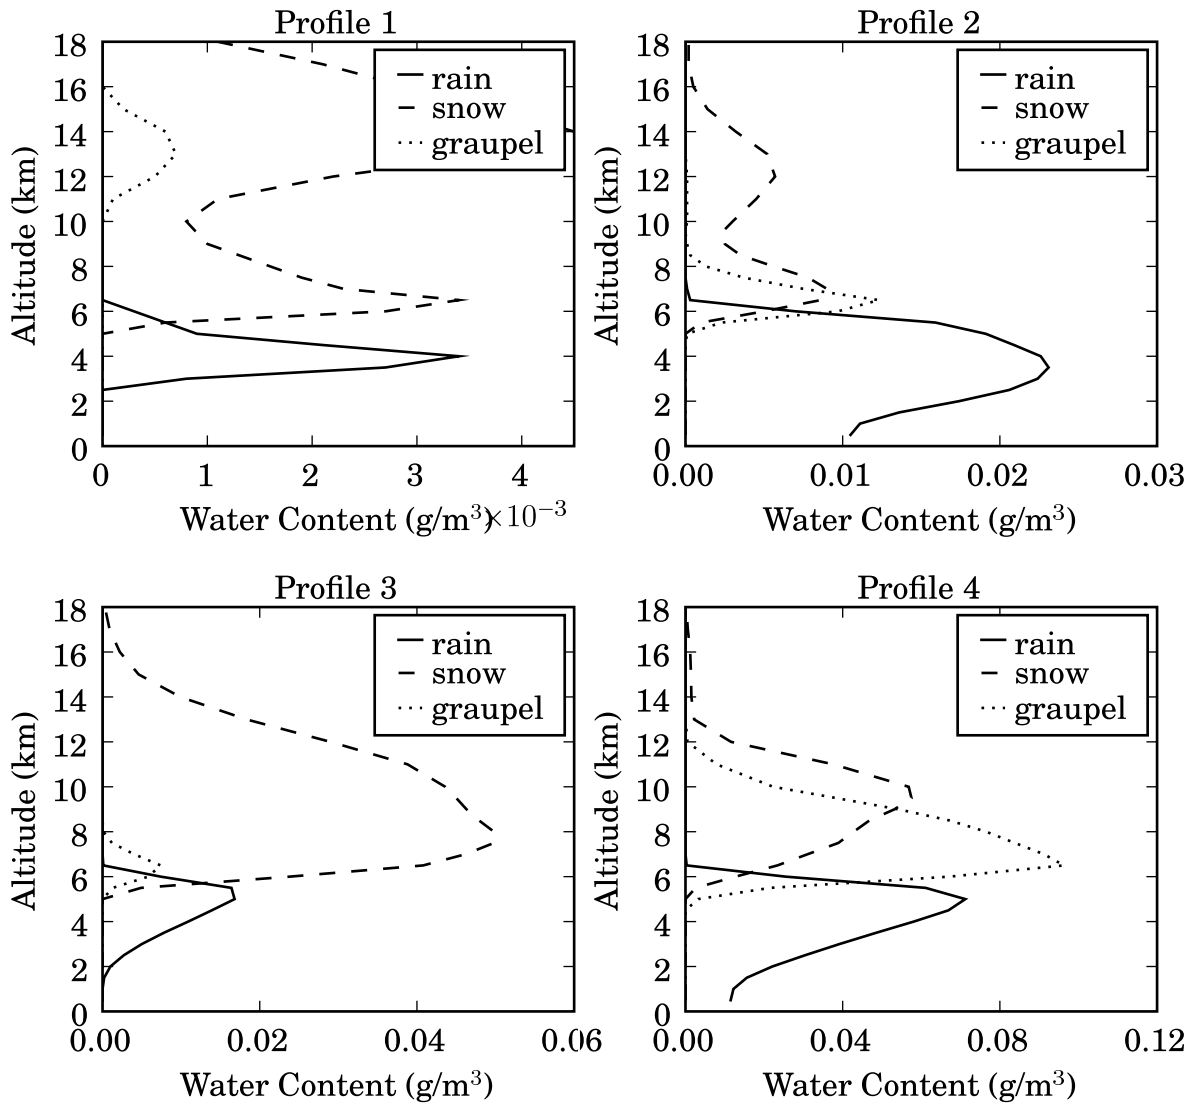 Profile 1
18
16
14
12
10
8
6
4
2
0
Altitude (km)
rain
snow
graupel
0 1 2 3 4
Water Content (g/m³) ×10⁻³
Profile 2
18
16
14
12
10
8
6
4
2
0
Altitude (km)
rain
snow
graupel
0.00 0.01 0.02 0.03
Water Content (g/m³)
Profile 3
18
16
14
12
10
8
6
4
2
0
Altitude (km)
rain
snow
graupel
0.00 0.02 0.04 0.06
Water Content (g/m³)
Profile 4
18
16
14
12
10
8
6
4
2
0
Altitude (km)
rain
snow
graupel
0.00 0.04 0.08 0.12
Water Content (g/m³)